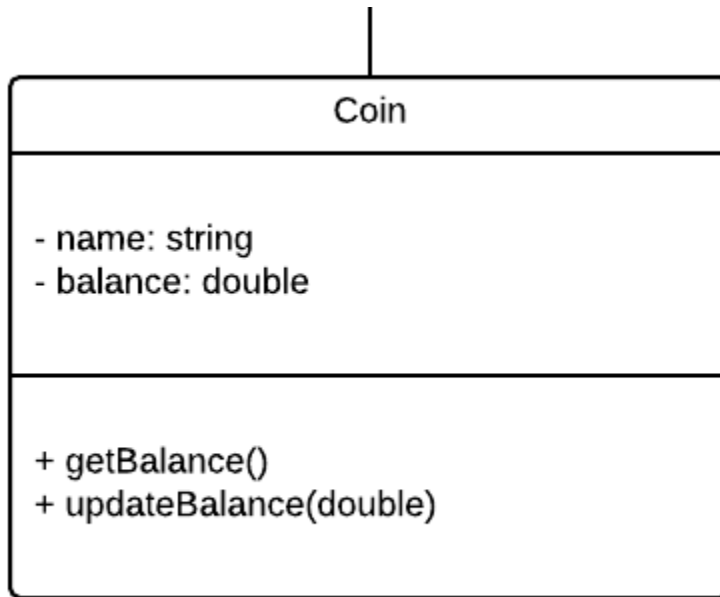 Coin
- name: string
- balance: double
+ getBalance()
+ updateBalance(double)